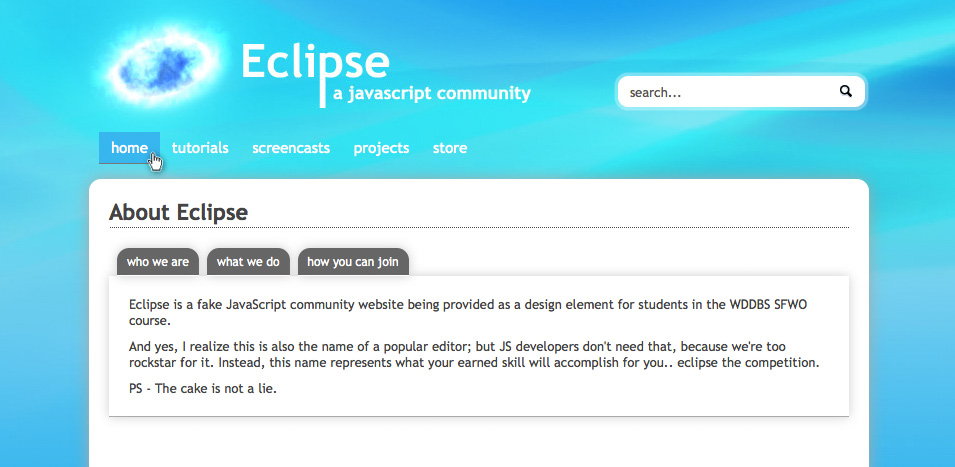 Eclipse
a javascript community
search...
home tutorials screencasts projects store
About Eclipse
who we are what we do how you can join
Eclipse is a fake JavaScript community website being provided as a design element for students in the WDDBS SFWO
course.
And yes, I realize this is also the name of a popular editor; but JS developers don't need that, because we're too
rockstar for it. Instead, this name represents what your earned skill will accomplish for you.. eclipse the competition.
PS - The cake is not a lie.